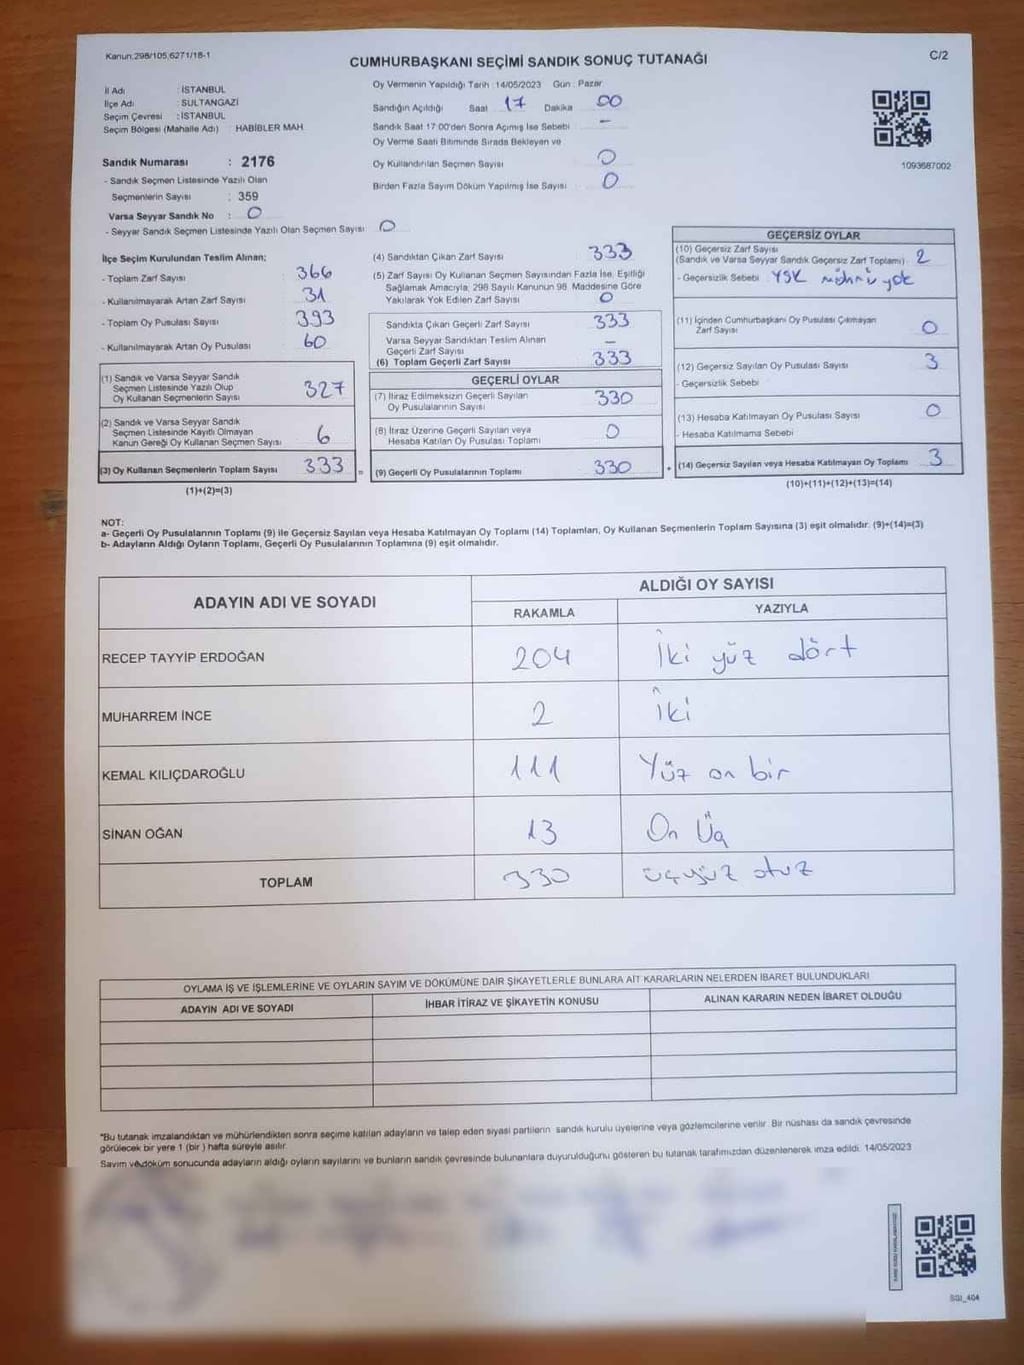 Kanun:298/105,6271/18-1
CUMHURBAŞKANI SEÇİMİ SANDIK SONUÇ TUTANAĞI
C/2
İl Adı : İSTANBUL
İlçe Adı : SULTANGAZİ
Seçim Çevresi : İSTANBUL
Seçim Bölgesi (Mahalle Adı) : HABİBLER MAH.
Oy Vermenin Yapıldığı Tarih : 14/05/2023 Gün : Pazar
Sandığın Açıldığı Saat 17 Dakika 00
Sandık Saat 17:00'den Sonra Açımış İse Sebebi : -
Oy Verme Saati Bitiminde Sırada Bekleyen ve
Oy Kullandırılan Seçmen Sayısı 0
Birden Fazla Sayım Döküm Yapılmış İse Sayısı : 0
1093687002
Sandık Numarası : 2176
- Sandık Seçmen Listesinde Yazılı Olan
Seçmenlerin Sayısı : 359
Varsa Seyyar Sandık No : 0
- Seyyar Sandık Seçmen Listesinde Yazılı Olan Seçmen Sayısı : 0
İlçe Seçim Kurulundan Teslim Alınan;
- Toplam Zarf Sayısı : 366
- Kullanılmayarak Artan Zarf Sayısı : 31
- Toplam Oy Pusulası Sayısı : 393
- Kullanılmayarak Artan Oy Pusulası : 60
(1) Sandık ve Varsa Seyyar Sandık
Seçmen Listesinde Yazılı Olup
Oy Kullanan Seçmenlerin Sayısı 327
(2) Sandık ve Varsa Seyyar Sandık
Seçmen Listesinde Kayıtlı Olmayan
Kanun Gereği Oy Kullanan Seçmen Sayısı 6
(3) Oy Kullanan Seçmenlerin Toplam Sayısı 333
(1)+(2)=(3)
(4) Sandıktan Çıkan Zarf Sayısı : 333
(5) Zarf Sayısı Oy Kullanan Seçmen Sayısından Fazla İse, Eşitliği
Sağlamak Amacıyla; 298 Sayılı Kanunun 98. Maddesine Göre
Yakılarak Yok Edilen Zarf Sayısı : 0
Sandıkta Çıkan Geçerli Zarf Sayısı : 333
Varsa Seyyar Sandıktan Teslim Alınan
Geçerli Zarf Sayısı : -
(6) Toplam Geçerli Zarf Sayısı : 333
GEÇERLİ OYLAR
(7) İtiraz Edilmeksizin Geçerli Sayılan
Oy Pusulalarının Sayısı : 330
(8) İtiraz Üzerine Geçerli Sayılan veya
Hesaba Katılan Oy Pusulası Toplamı : 0
= (9) Geçerli Oy Pusulalarının Toplamı : 330
GEÇERSİZ OYLAR
(10) Geçersiz Zarf Sayısı
(Sandık ve Varsa Seyyar Sandık Geçersiz Zarf Toplamı) : 2
- Geçersizlik Sebebi : YSK mührü yok
(11) İçinden Cumhurbaşkanı Oy Pusulası Çıkmayan
Zarf Sayısı : 0
(12) Geçersiz Sayılan Oy Pusulası Sayısı : 3
- Geçersizlik Sebebi :
(13) Hesaba Katılmayan Oy Pusulası Sayısı : 0
- Hesaba Katılmama Sebebi :
+ (14) Geçersiz Sayılan veya Hesaba Katılmayan Oy Toplamı : 3
(10)+(11)+(12)+(13)=(14)
NOT:
a- Geçerli Oy Pusulalarının Toplamı (9) ile Geçersiz Sayılan veya Hesaba Katılmayan Oy Toplamı (14) Toplamları, Oy Kullanan Seçmenlerin Toplam Sayısına (3) eşit olmalıdır. (9)+(14)=(3)
b- Adayların Aldığı Oyların Toplamı, Geçerli Oy Pusulalarının Toplamına (9) eşit olmalıdır.
ADAYIN ADI VE SOYADI
ALDIĞI OY SAYISI
RAKAMLA YAZIYLA
RECEP TAYYİP ERDOĞAN 204 İki yüz dört
MUHARREM İNCE 2 İki
KEMAL KILIÇDAROĞLU 111 Yüz on bir
SİNAN OĞAN 13 On Üç
TOPLAM 330 üçyüz otuz
OYLAMA İŞ VE İŞLEMLERİNE VE OYLARIN SAYIM VE DÖKÜMÜNE DAİR ŞİKAYETLERLE BUNLARA AİT KARARLARIN NELERDEN İBARET BULUNDUKLARI
ADAYIN ADI VE SOYADI İHBAR İTİRAZ VE ŞİKAYETİN KONUSU ALINAN KARARIN NEDEN İBARET OLDUĞU
*Bu tutanak imzalandıktan ve mühürlendikten sonra seçime katılan adayların ve talep eden siyasi partilerin sandık kurulu üyelerine veya gözlemcilerine verilir. Bir nüshası da sandık çevresinde
görülecek bir yere 1 (bir ) hafta süreyle asılır.
Sayım ve döküm sonucunda adayların aldığı oyların sayılarını ve bunların sandık çevresinde bulunanlara duyurulduğunu gösteren bu tutanak tarafımızdan düzenlenerek imza edildi. 14/05/2023